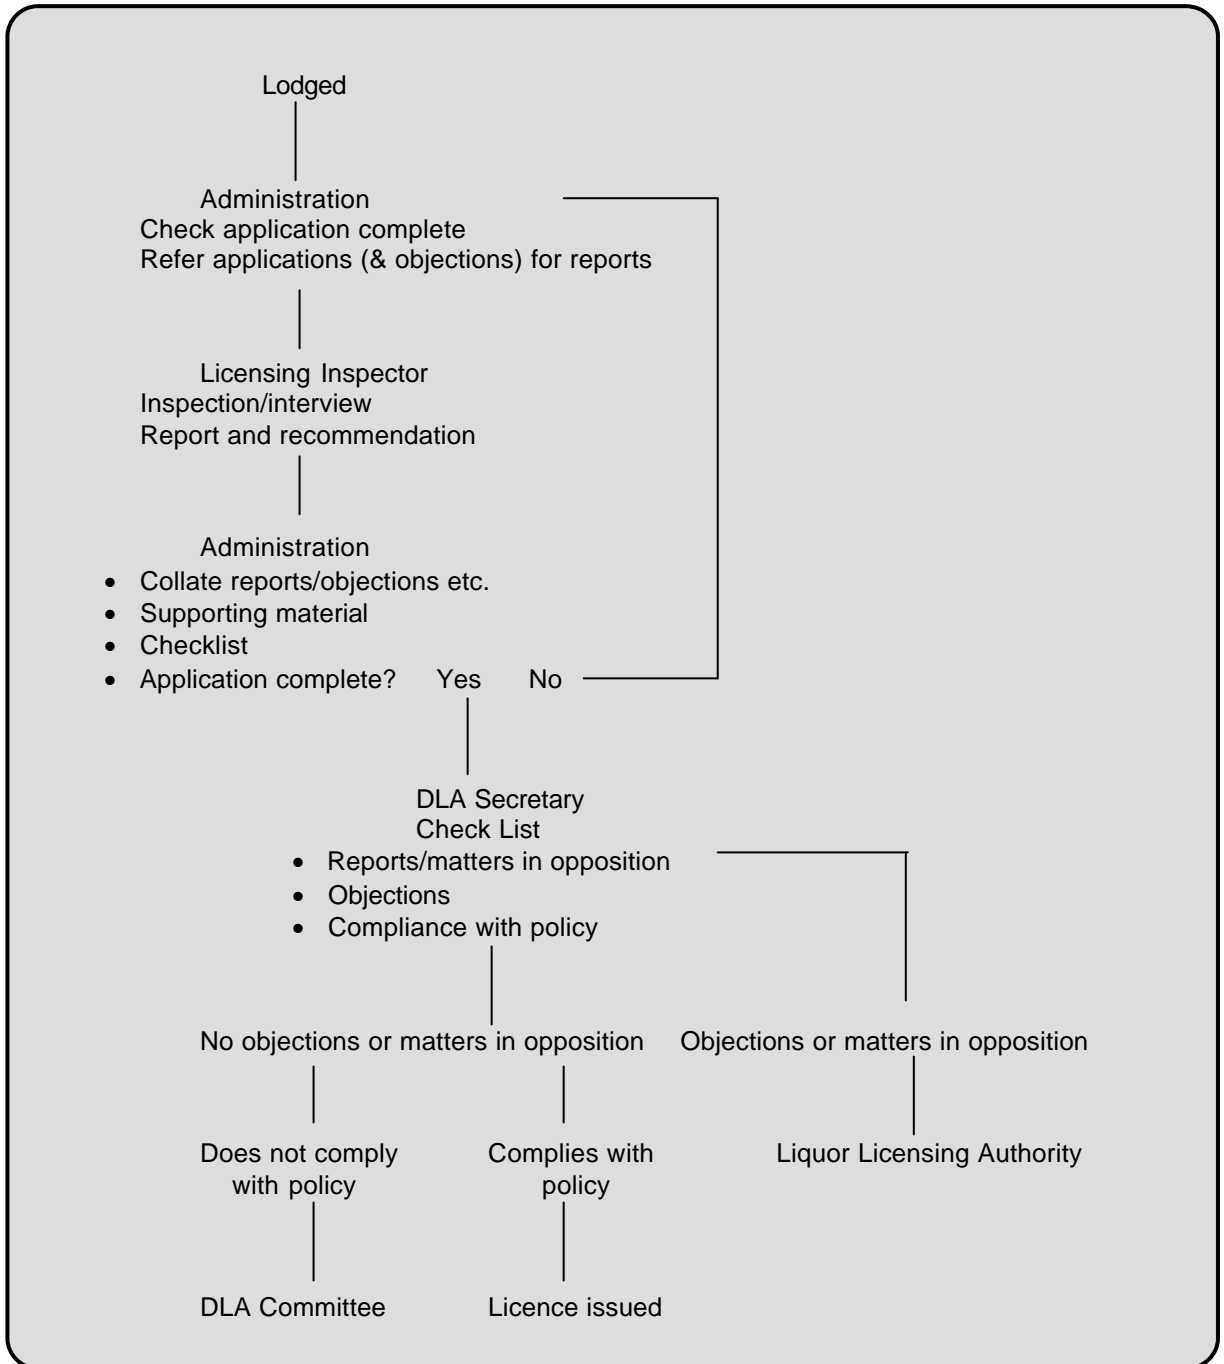 Lodged
Administration
Check application complete
Refer applications (& objections) for reports
Licensing Inspector
Inspection/interview
Report and recommendation
Administration
• Collate reports/objections etc.
• Supporting material
• Checklist
• Application complete? Yes No
DLA Secretary
Check List
• Reports/matters in opposition
• Objections
• Compliance with policy
No objections or matters in opposition Objections or matters in opposition
Does not comply Complies with Liquor Licensing Authority
with policy policy
DLA Committee Licence issued